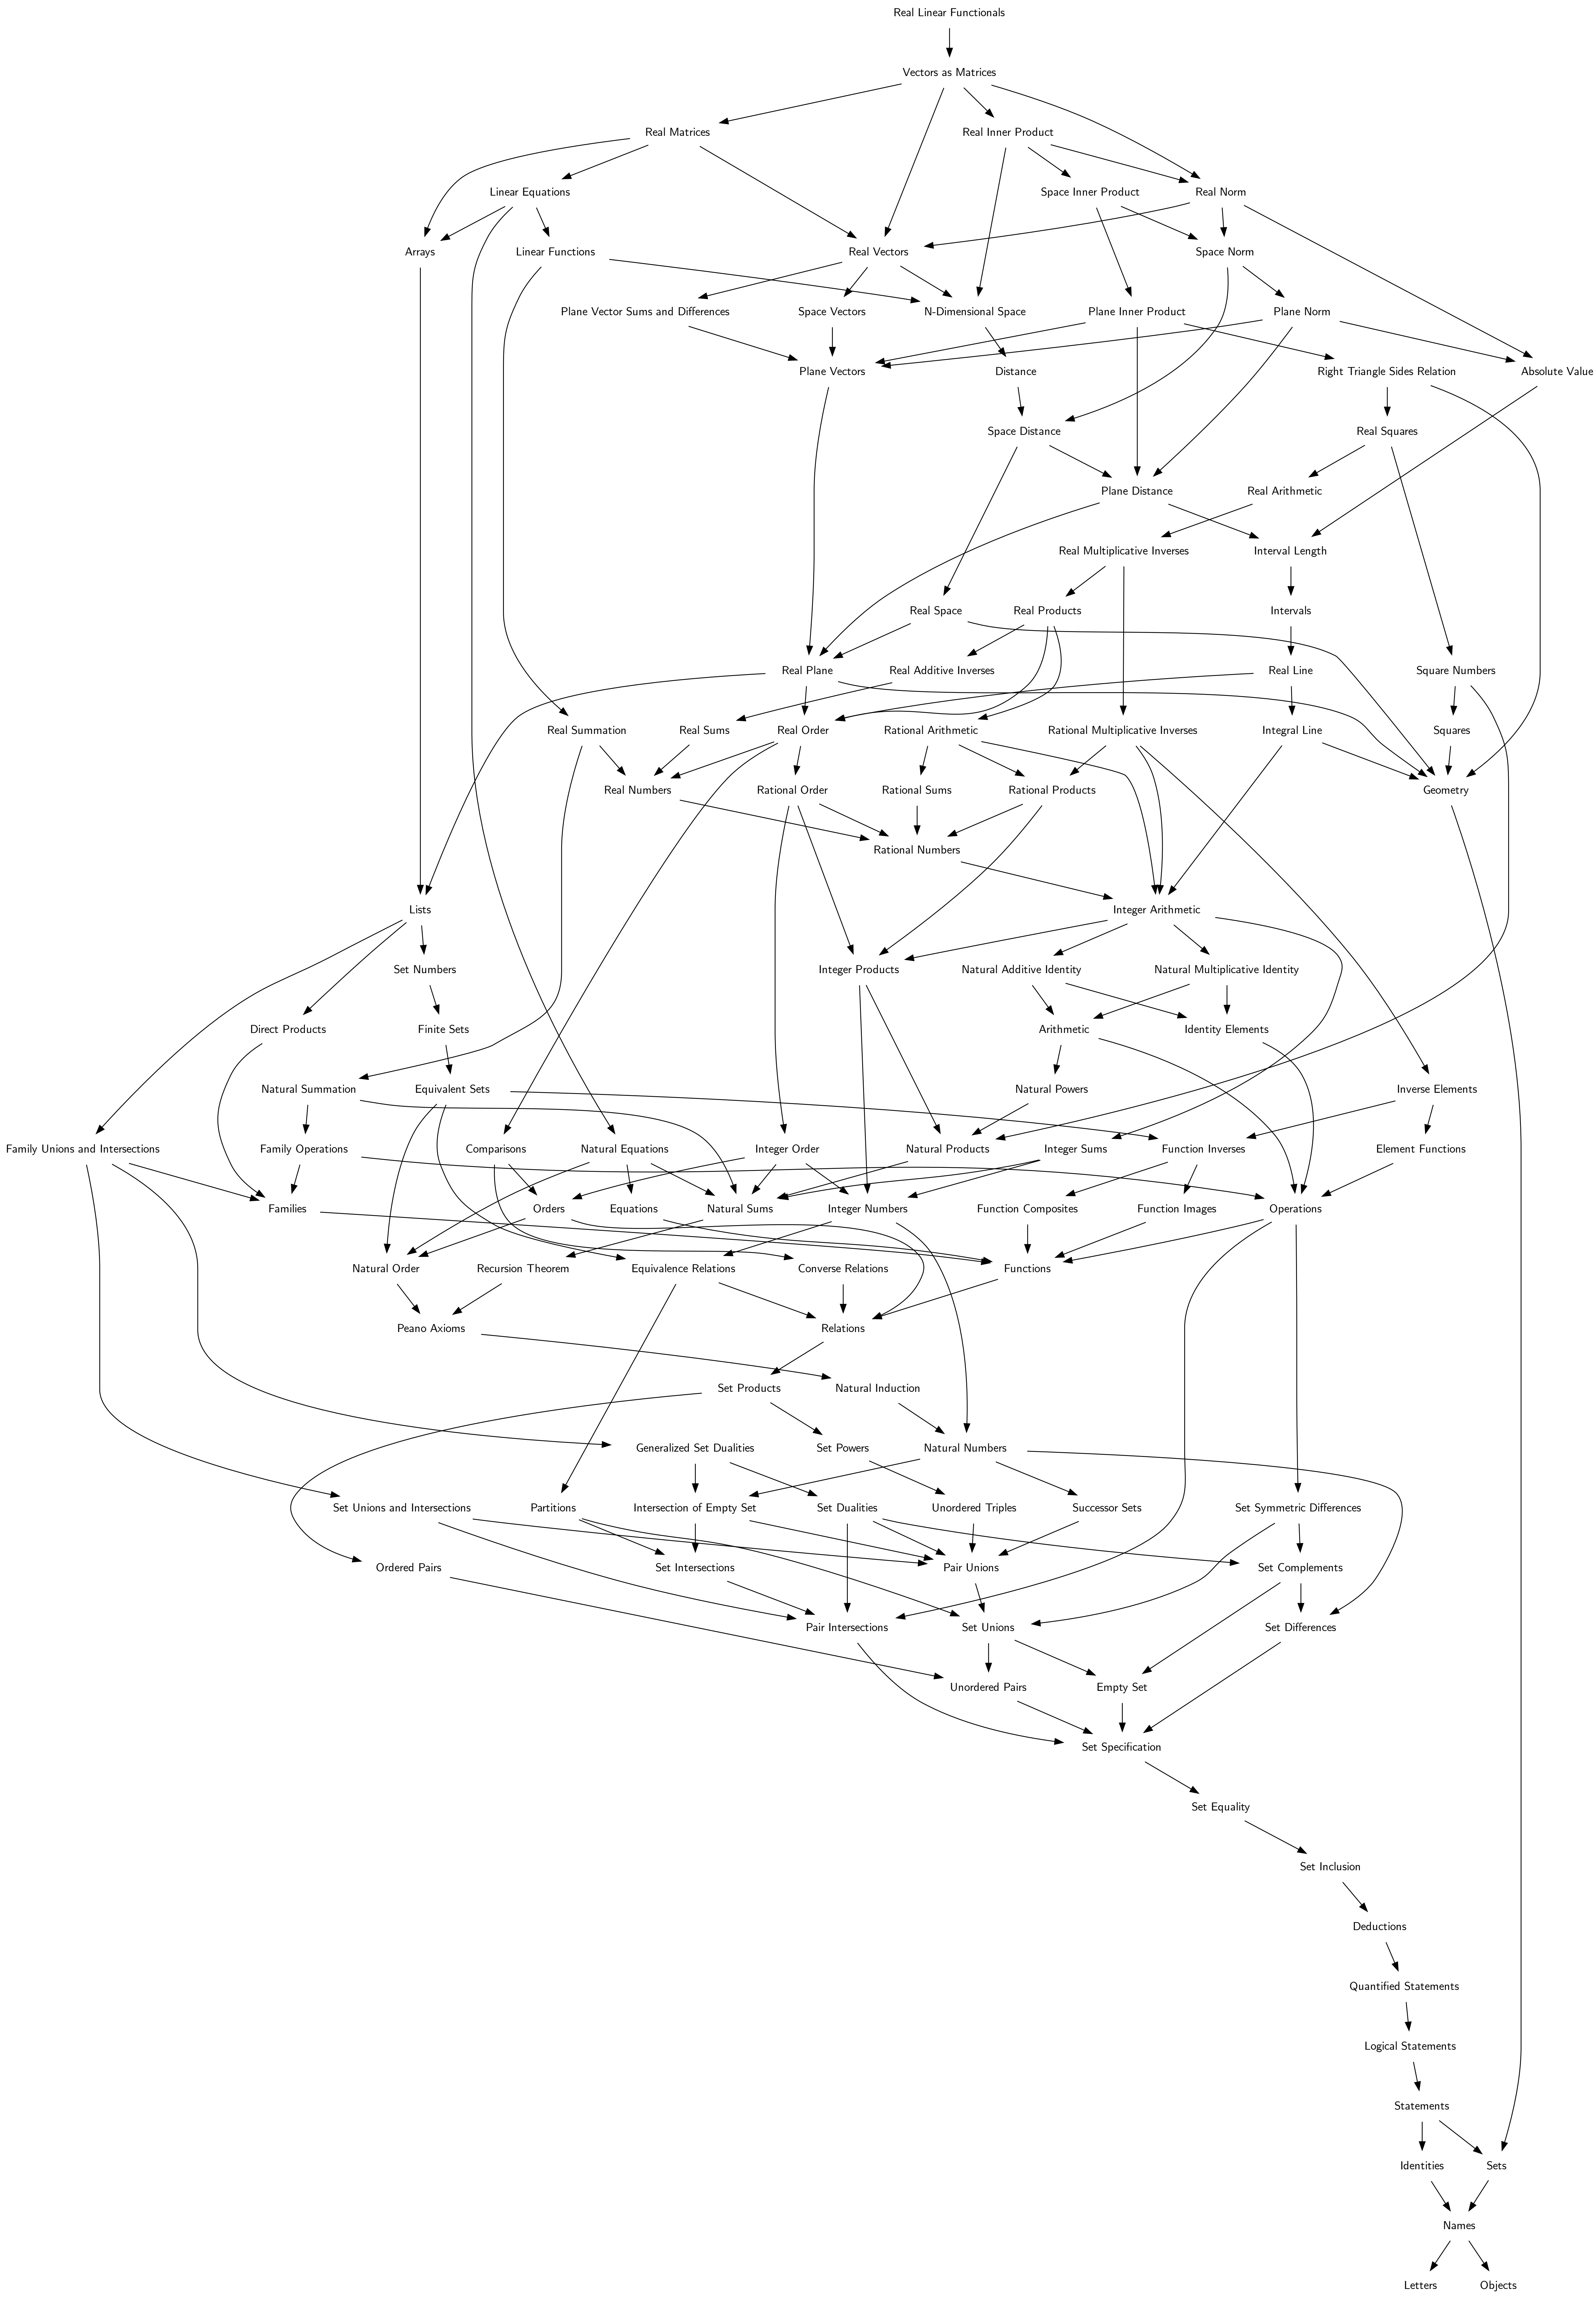 Real Linear Functionals
Vectors as Matrices
Real Matrices
Real Inner Product
Linear Equations
Space Inner Product
Real Norm
Arrays
Linear Functions
Real Vectors
Space Norm
Plane Vector Sums and Differences
Space Vectors
N-Dimensional Space
Plane Inner Product
Plane Norm
Plane Vectors
Distance
Right Triangle Sides Relation
Absolute Value
Space Distance
Real Squares
Plane Distance
Real Arithmetic
Real Multiplicative Inverses
Interval Length
Real Space
Real Products
Intervals
Real Plane
Real Additive Inverses
Real Line
Square Numbers
Real Summation
Real Sums
Real Order
Rational Arithmetic
Rational Multiplicative Inverses
Integral Line
Squares
Real Numbers
Rational Order
Rational Sums
Rational Products
Geometry
Rational Numbers
Lists
Integer Arithmetic
Set Numbers
Integer Products
Natural Additive Identity
Natural Multiplicative Identity
Direct Products
Finite Sets
Arithmetic
Identity Elements
Natural Summation
Equivalent Sets
Natural Powers
Inverse Elements
Family Unions and Intersections
Family Operations
Comparisons
Natural Equations
Integer Order
Natural Products
Integer Sums
Function Inverses
Element Functions
Families
Orders
Equations
Natural Sums
Integer Numbers
Function Composites
Function Images
Operations
Natural Order
Recursion Theorem
Equivalence Relations
Converse Relations
Functions
Peano Axioms
Relations
Set Products
Natural Induction
Generalized Set Dualities
Set Powers
Natural Numbers
Set Unions and Intersections
Partitions
Intersection of Empty Set
Set Dualities
Unordered Triples
Successor Sets
Set Symmetric Differences
Ordered Pairs
Set Intersections
Pair Unions
Set Complements
Pair Intersections
Set Unions
Set Differences
Unordered Pairs
Empty Set
Set Specification
Set Equality
Set Inclusion
Deductions
Quantified Statements
Logical Statements
Statements
Identities
Sets
Names
Letters
Objects